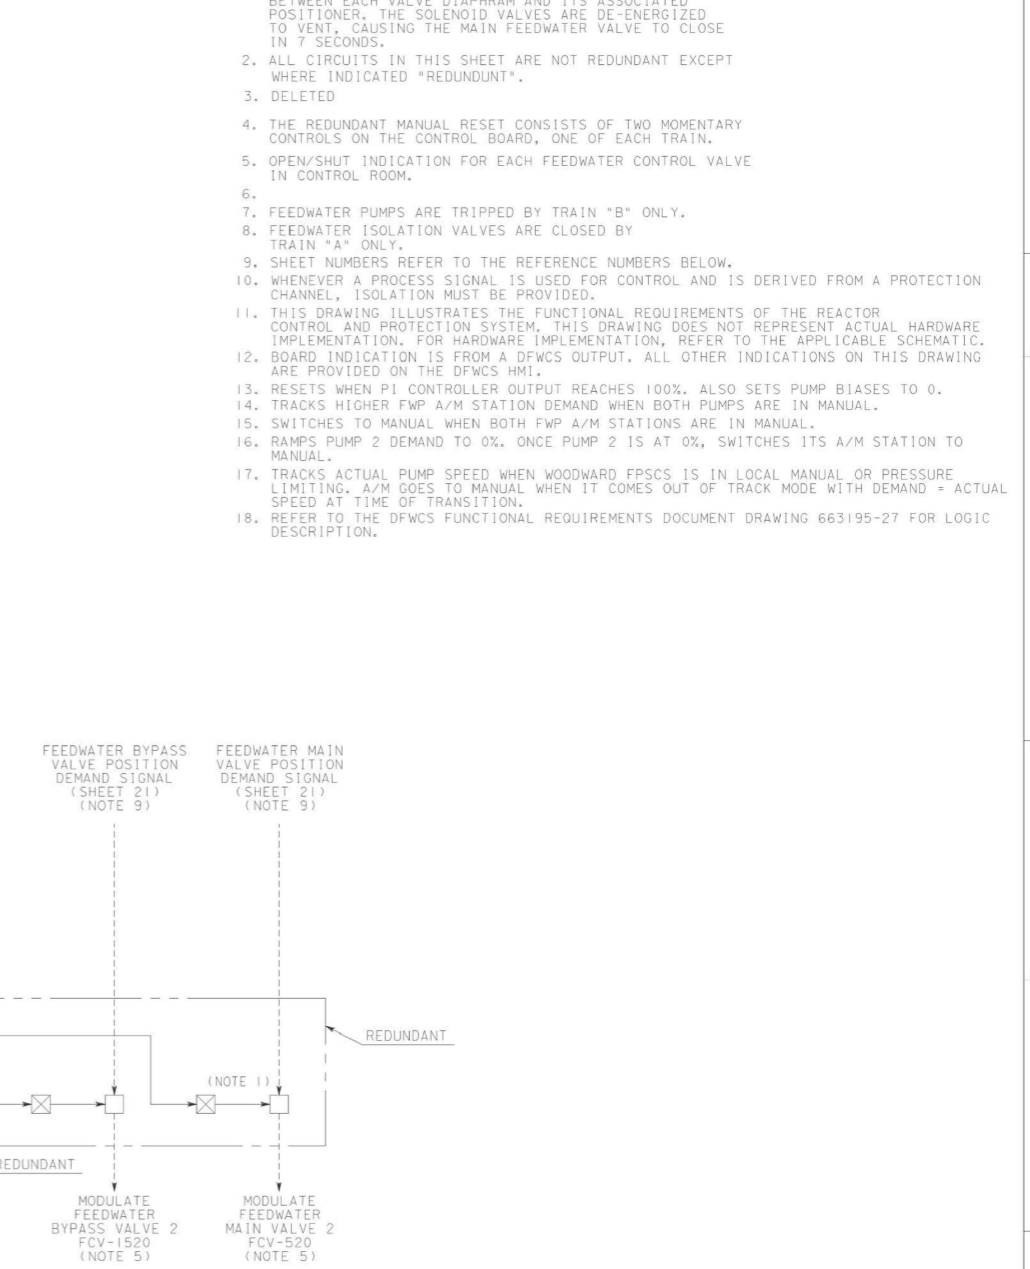 BETWEEN EACH VALVE DIAPHRAM AND ITS ASSOCIATED
POSITIONER. THE SOLENOID VALVES ARE DE-ENERGIZED
TO VENT, CAUSING THE MAIN FEEDWATER VALVE TO CLOSE
IN 7 SECONDS.
2. ALL CIRCUITS IN THIS SHEET ARE NOT REDUNDANT EXCEPT
WHERE INDICATED "REDUNDUNT".
3. DELETED
4. THE REDUNDANT MANUAL RESET CONSISTS OF TWO MOMENTARY
CONTROLS ON THE CONTROL BOARD, ONE OF EACH TRAIN.
5. OPEN/SHUT INDICATION FOR EACH FEEDWATER CONTROL VALVE
IN CONTROL ROOM.
6.
7. FEEDWATER PUMPS ARE TRIPPED BY TRAIN "B" ONLY.
8. FEEDWATER ISOLATION VALVES ARE CLOSED BY
TRAIN "A" ONLY.
9. SHEET NUMBERS REFER TO THE REFERENCE NUMBERS BELOW.
10. WHENEVER A PROCESS SIGNAL IS USED FOR CONTROL AND IS DERIVED FROM A PROTECTION
CHANNEL, ISOLATION MUST BE PROVIDED.
11. THIS DRAWING ILLUSTRATES THE FUNCTIONAL REQUIREMENTS OF THE REACTOR
CONTROL AND PROTECTION SYSTEM. THIS DRAWING DOES NOT REPRESENT ACTUAL HARDWARE
IMPLEMENTATION. FOR HARDWARE IMPLEMENTATION, REFER TO THE APPLICABLE SCHEMATIC.
12. BOARD INDICATION IS FROM A DFWCS OUTPUT. ALL OTHER INDICATIONS ON THIS DRAWING
ARE PROVIDED ON THE DFWCS HMI.
13. RESETS WHEN PI CONTROLLER OUTPUT REACHES 100%. ALSO SETS PUMP BIASES TO 0.
14. TRACKS HIGHER FWP A/M STATION DEMAND WHEN BOTH PUMPS ARE IN MANUAL.
15. SWITCHES TO MANUAL WHEN BOTH FWP A/M STATIONS ARE IN MANUAL.
16. RAMPS PUMP 2 DEMAND TO 0%. ONCE PUMP 2 IS AT 0%, SWITCHES ITS A/M STATION TO
MANUAL.
17. TRACKS ACTUAL PUMP SPEED WHEN WOODWARD FPSCS IS IN LOCAL MANUAL OR PRESSURE
LIMITING. A/M GOES TO MANUAL WHEN IT COMES OUT OF TRACK MODE WITH DEMAND = ACTUAL
SPEED AT TIME OF TRANSITION.
18. REFER TO THE DFWCS FUNCTIONAL REQUIREMENTS DOCUMENT DRAWING 663195-27 FOR LOGIC
DESCRIPTION.
FEEDWATER BYPASS
VALVE POSITION
DEMAND SIGNAL
(SHEET 21)
(NOTE 9)
FEEDWATER MAIN
VALVE POSITION
DEMAND SIGNAL
(SHEET 21)
(NOTE 9)
REDUNDANT
(NOTE 1)
REDUNDANT
MODULATE
FEEDWATER
BYPASS VALVE 2
FCV-1520
(NOTE 5)
MODULATE
FEEDWATER
MAIN VALVE 2
FCV-520
(NOTE 5)